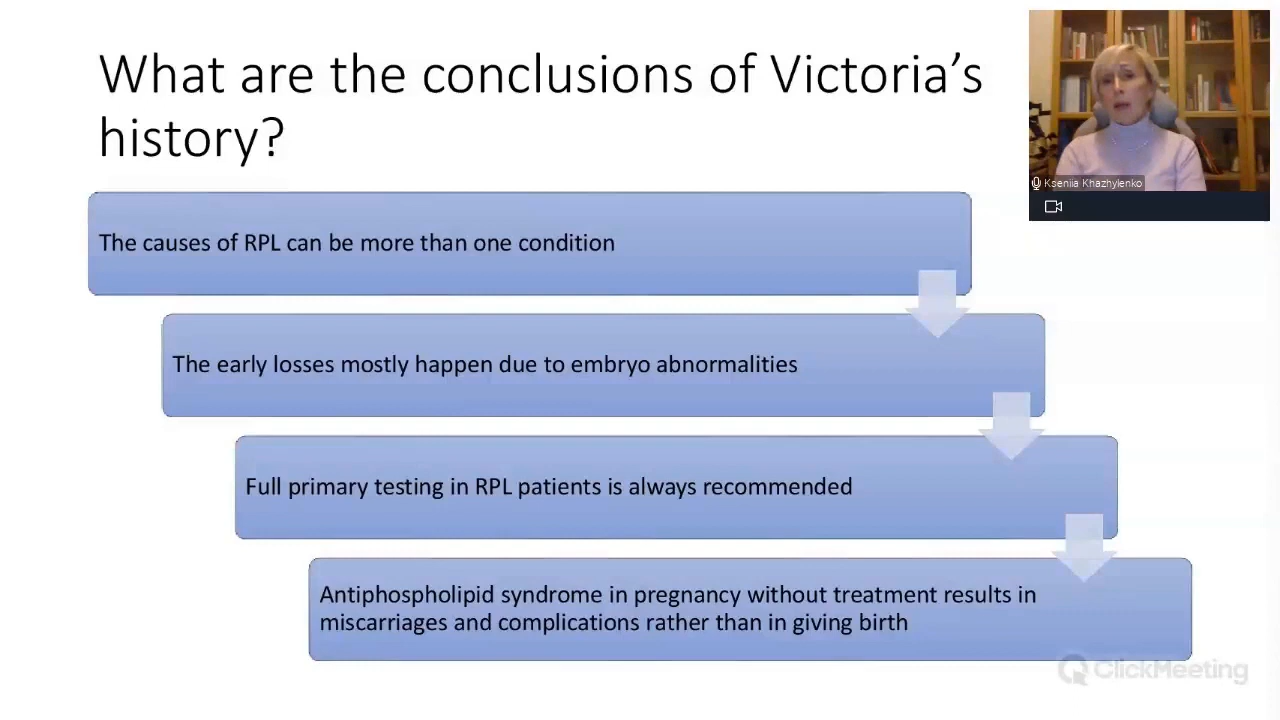 What are the conclusions of Victoria’s
history?
Kseniia Khazhylenko
The causes of RPL can be more than one condition
The early losses mostly happen due to embryo abnormalities
Full primary testing in RPL patients is always recommended
Antiphospholipid syndrome in pregnancy without treatment results in
miscarriages and complications rather than in giving birth
ClickMeeting